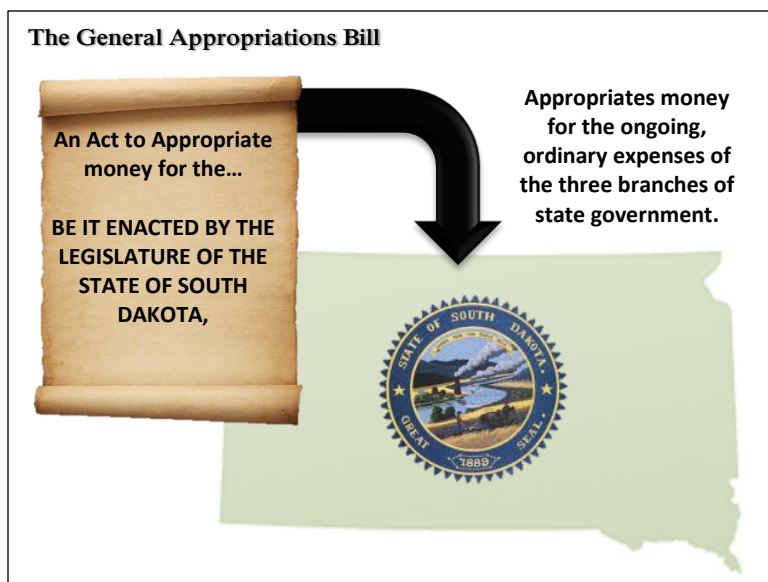 The General Appropriations Bill
An Act to Appropriate
money for the…
BE IT ENACTED BY THE
LEGISLATURE OF THE
STATE OF SOUTH
DAKOTA,
Appropriates money
for the ongoing,
ordinary expenses of
the three branches of
state government.
STATE OF SOUTH DAKOTA.
GREAT SEAL.
1889